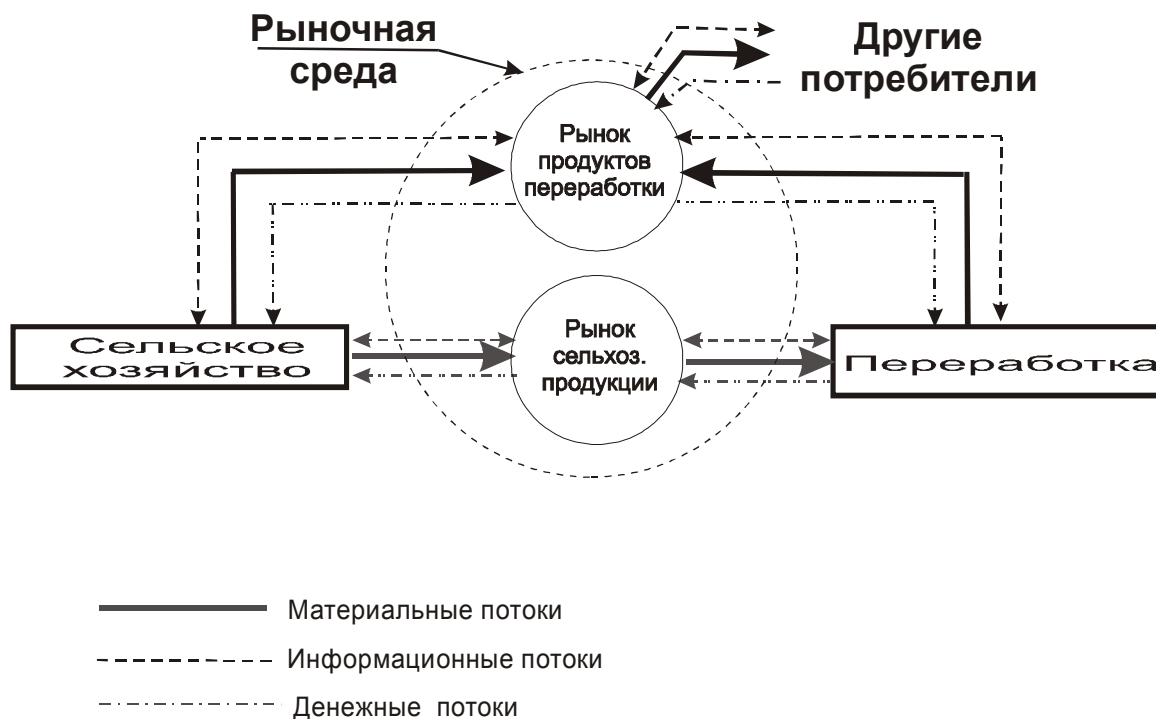 Рыночная
среда
Другие
потребители
Рынок
продуктов
переработки
Сельское
хозяйство
Рынок
сельхоз.
продукции
Переработка
Материальные потоки
Информационные потоки
Денежные потоки